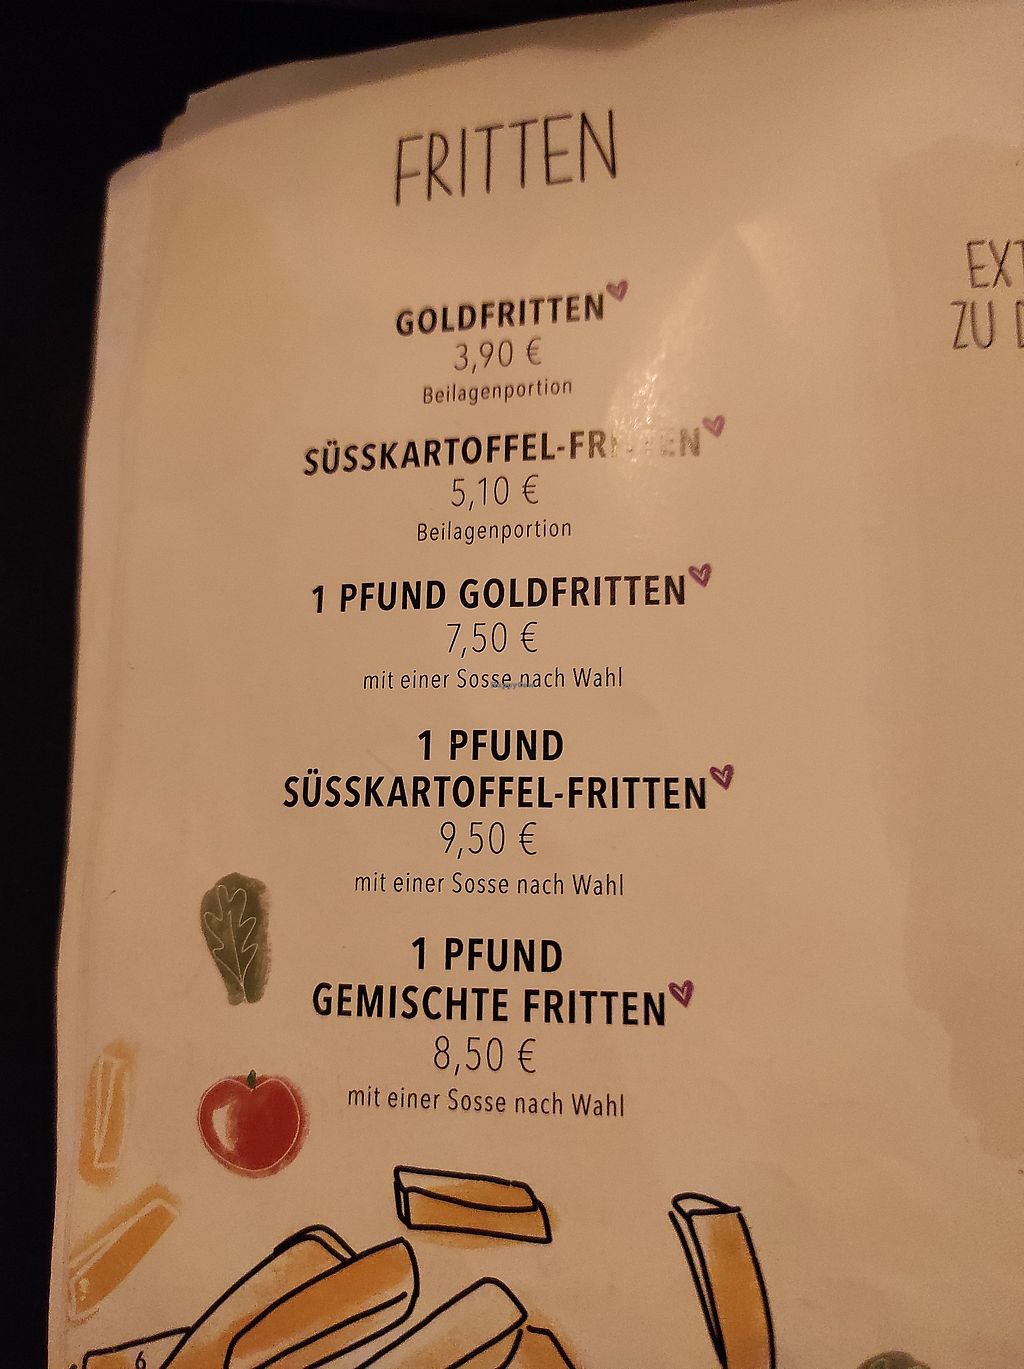 FRITTEN
GOLDFRITTEN
3,90 €
Beilagenportion
SÜSSKARTOFFEL-FRITTEN
5,10 €
Beilagenportion
1 PFUND GOLDFRITTEN
7,50 €
mit einer Sosse nach Wahl
1 PFUND
SÜSSKARTOFFEL-FRITTEN
9,50 €
mit einer Sosse nach Wahl
1 PFUND
GEMISCHTE FRITTEN
8,50 €
mit einer Sosse nach Wahl
6
ZU